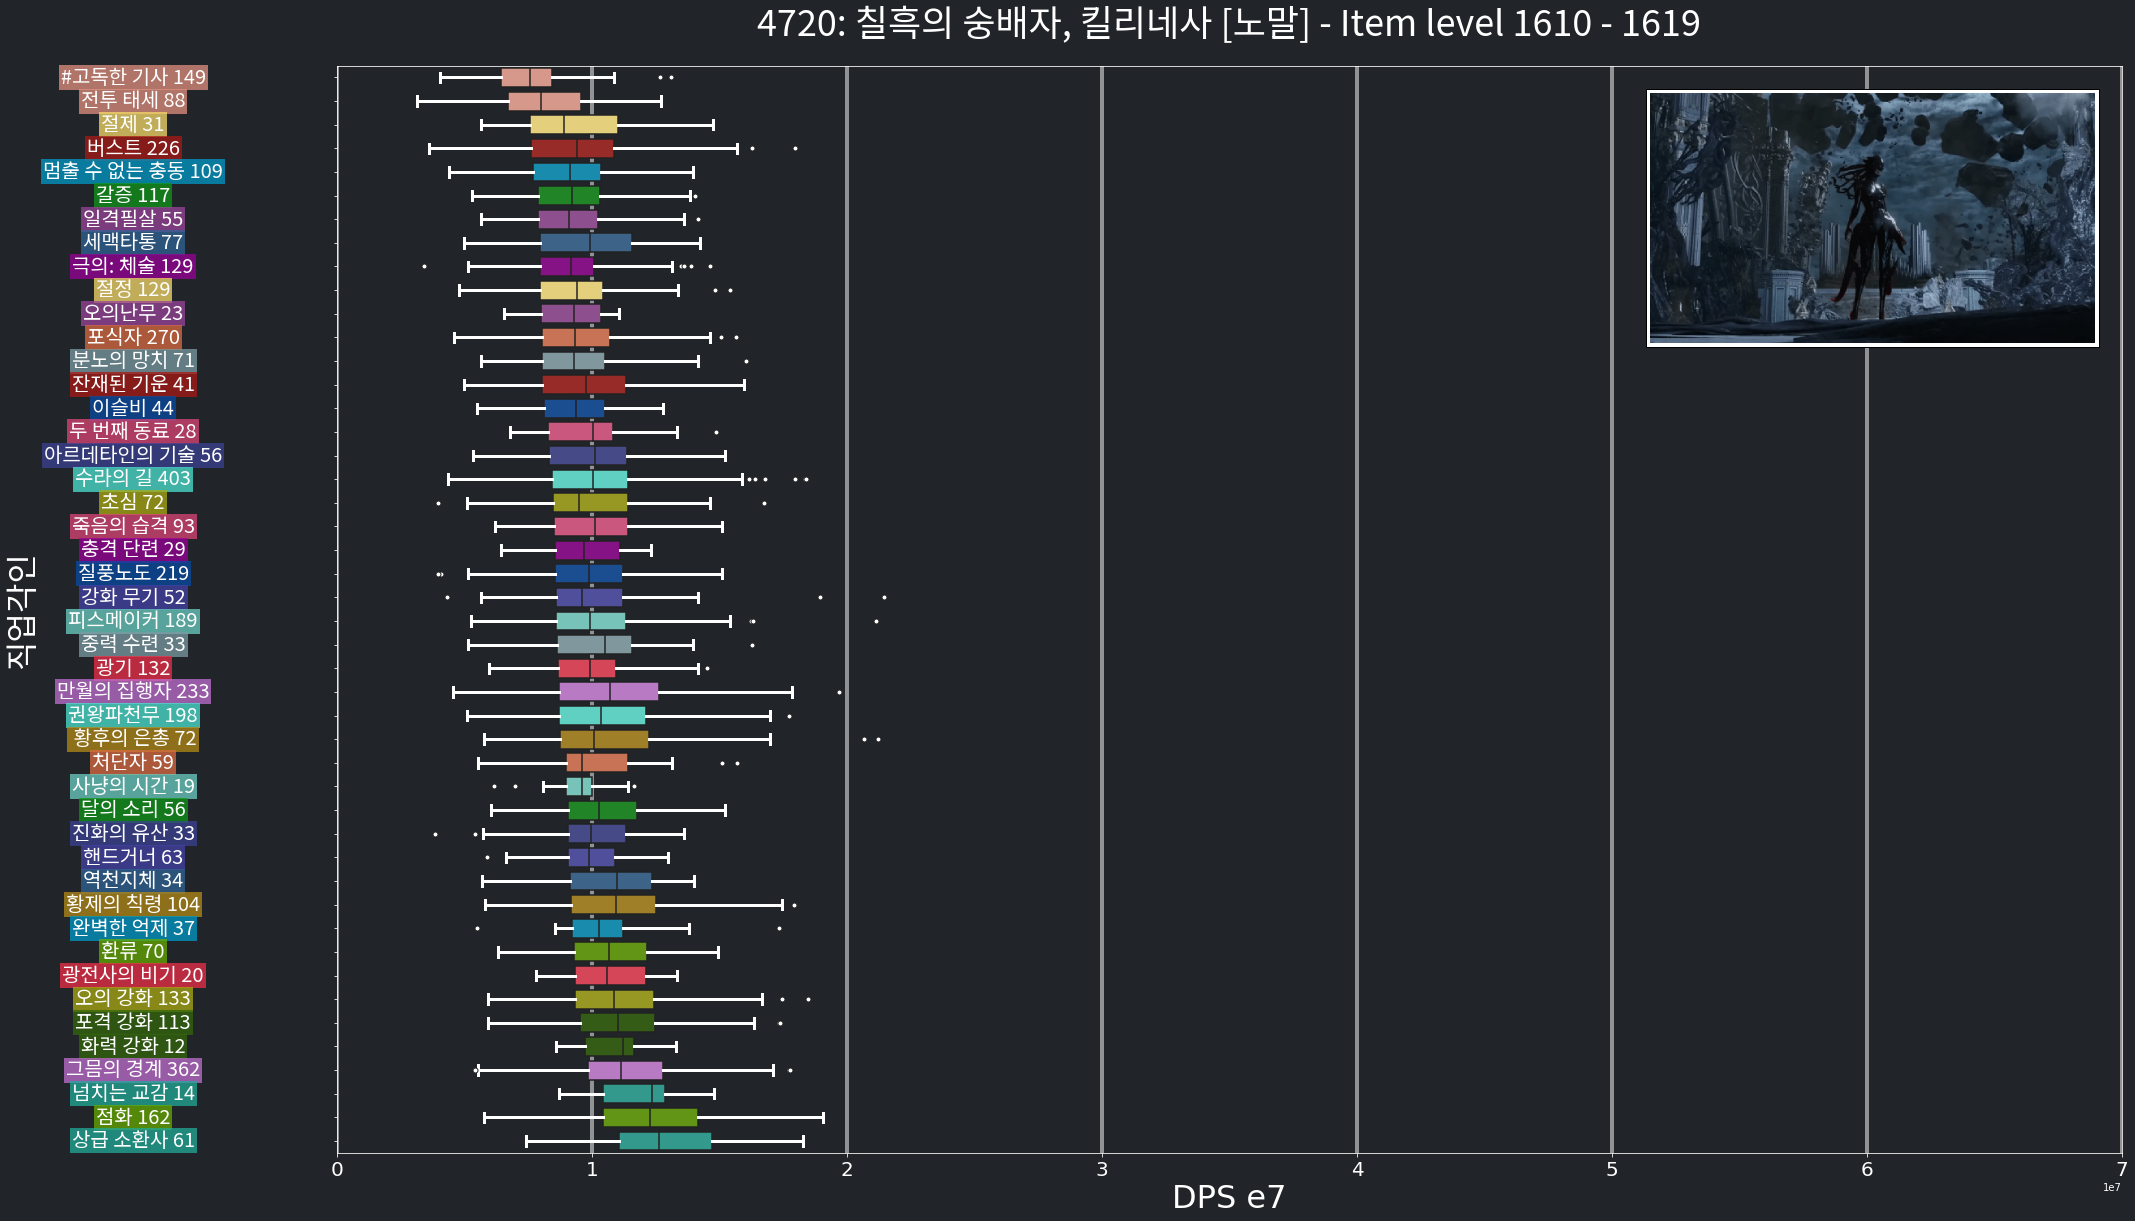 4720: 칠흑의 숭배자, 킬리네사 [노말] - Item level 1610 - 1619
#고독한 기사 149
전투 태세 88
절제 31
버스트 226
멈출 수 없는 충동 109
갈증 117
일격필살 55
세맥타통 77
극의: 체술 129
절정 129
오의난무 23
포식자 270
분노의 망치 71
잔재된 기운 41
이슬비 44
두 번째 동료 28
아르데타인의 기술 56
수라의 길 403
초심 72
죽음의 습격 93
충격 단련 29
질풍노도 219
강화 무기 52
피스메이커 189
중력 수련 33
광기 132
만월의 집행자 233
권왕파천무 198
황후의 은총 72
처단자 59
사냥의 시간 19
달의 소리 56
진화의 유산 33
핸드거너 63
역천지체 34
황제의 칙령 104
완벽한 억제 37
환류 70
광전사의 비기 20
오의 강화 133
포격 강화 113
화력 강화 12
그믐의 경계 362
넘치는 교감 14
점화 162
상급 소환사 61
직업각인
0 1 2 3 4 5 6 7
1e7
DPS e7